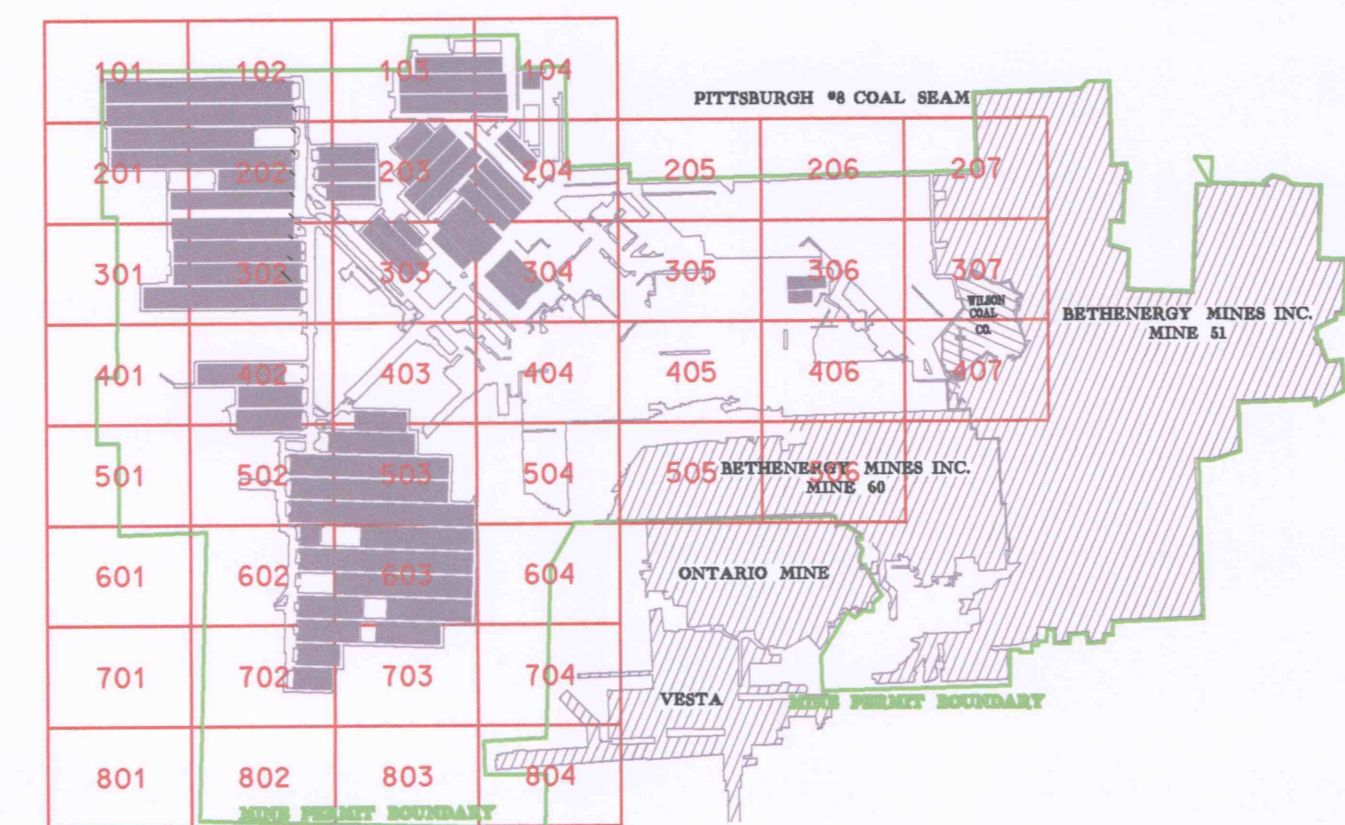 101 102 103 104
PITTSBURGH #8 COAL SEAM
201 202 203 204 205 206 207
301 302 303 304 305 306 307
WILSON
COAL
CO.
BETHENERGY MINES INC.
MINE 51
401 402 403 404 405 406 407
501 502 503 504 505 506
BETHENERGY MINES INC.
MINE 60
601 602 603 604
ONTARIO MINE
701 702 703 704
VESTA
MINE PERMIT BOUNDARY
801 802 803 804
MINE PERMIT BOUNDARY